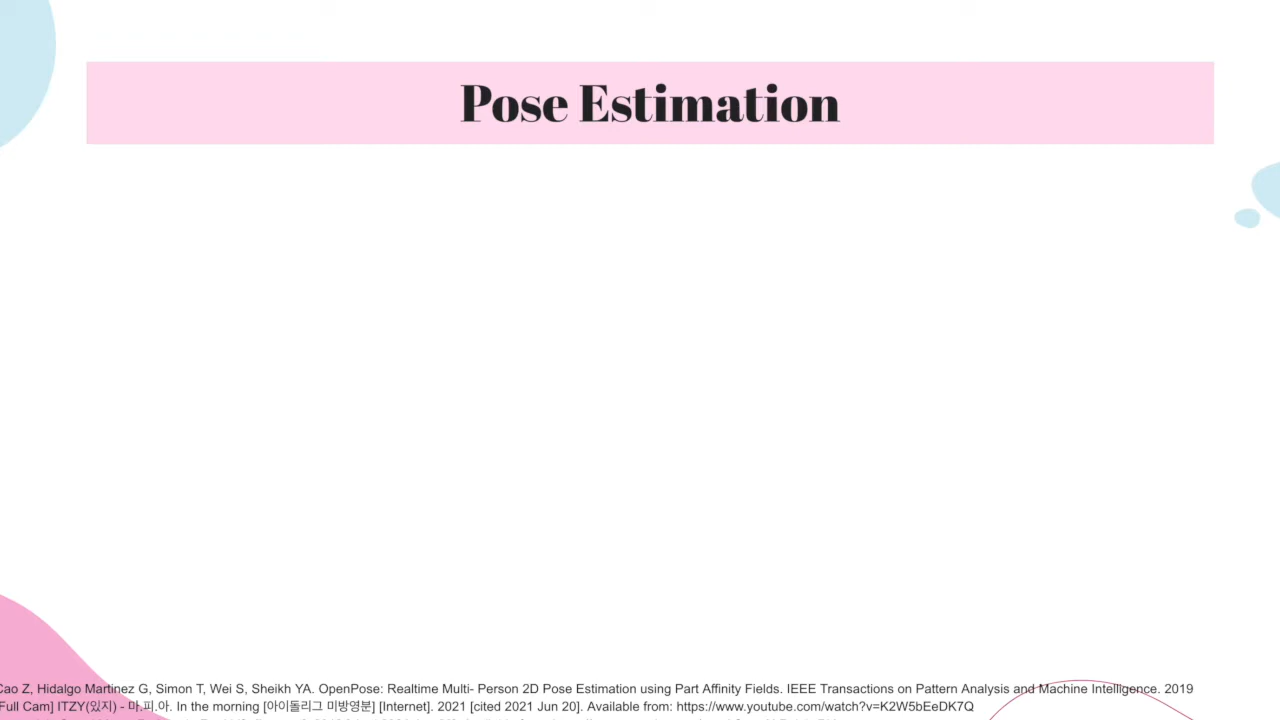 Pose Estimation
Cao Z, Hidalgo Martinez G, Simon T, Wei S, Sheikh YA. OpenPose: Realtime Multi- Person 2D Pose Estimation using Part Affinity Fields. IEEE Transactions on Pattern Analysis and Machine Intelligence. 2019
Full Cam] ITZY(있지) - 마.피.아. In the morning [아이돌리그 미방영분] [Internet]. 2021 [cited 2021 Jun 20]. Available from: https://www.youtube.com/watch?v=K2W5bEeDK7Q